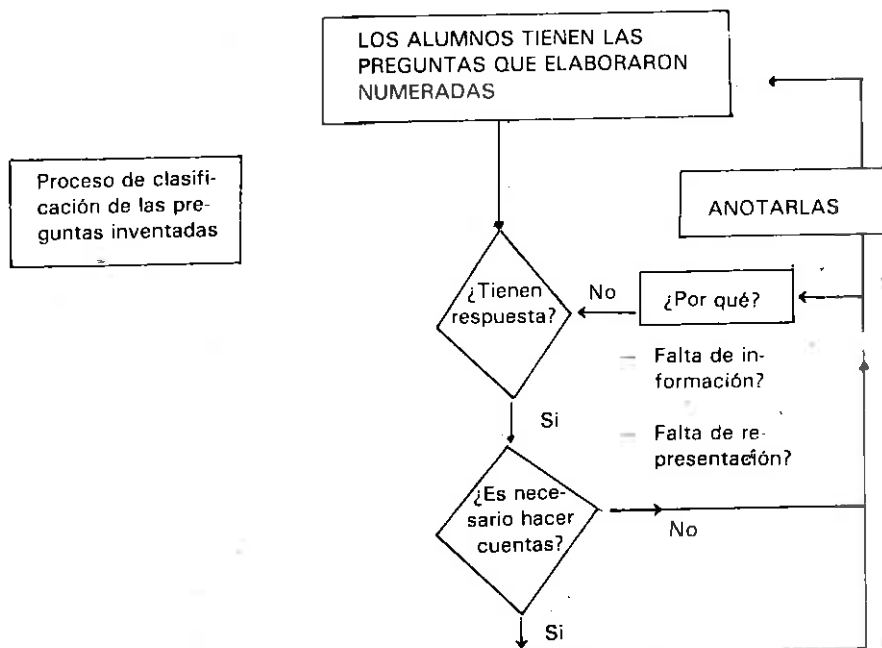 LOS ALUMNOS TIENEN LAS
PREGUNTAS QUE ELABORARON
NUMERADAS
Proceso de clasifi-
cación de las pre-
guntas inventadas
ANOTARLAS
¿Tienen
respuesta?
No
¿Por qué?
— Falta de in-
formación?
— Falta de re-
presentación?
Si
¿Es nece-
sario hacer
cuentas?
No
Si